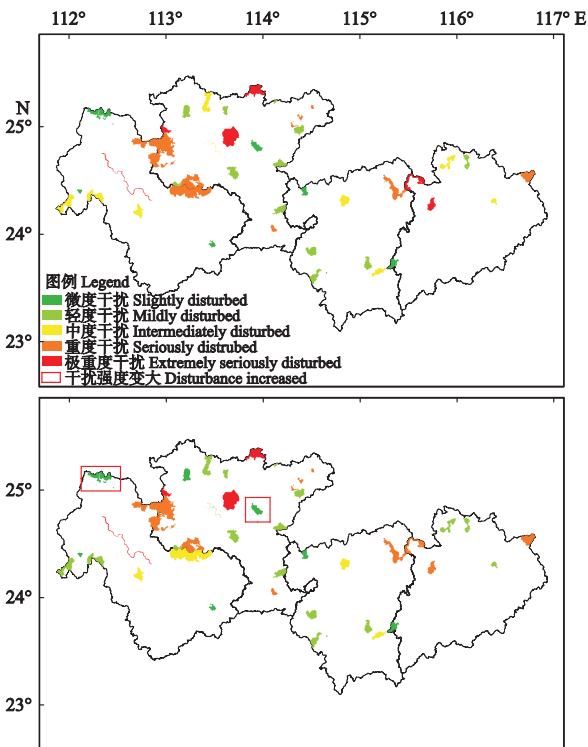 112° 113° 114° 115° 116° 117° E
N
25°
24°
23°
图例 Legend
微度干扰 Slightly disturbed
轻度干扰 Mildly disturbed
中度干扰 Intermediately disturbed
重度干扰 Seriously distrubed
极重度干扰 Extremely seriously disturbed
干扰强度变大 Disturbance increased
25°
24°
23°